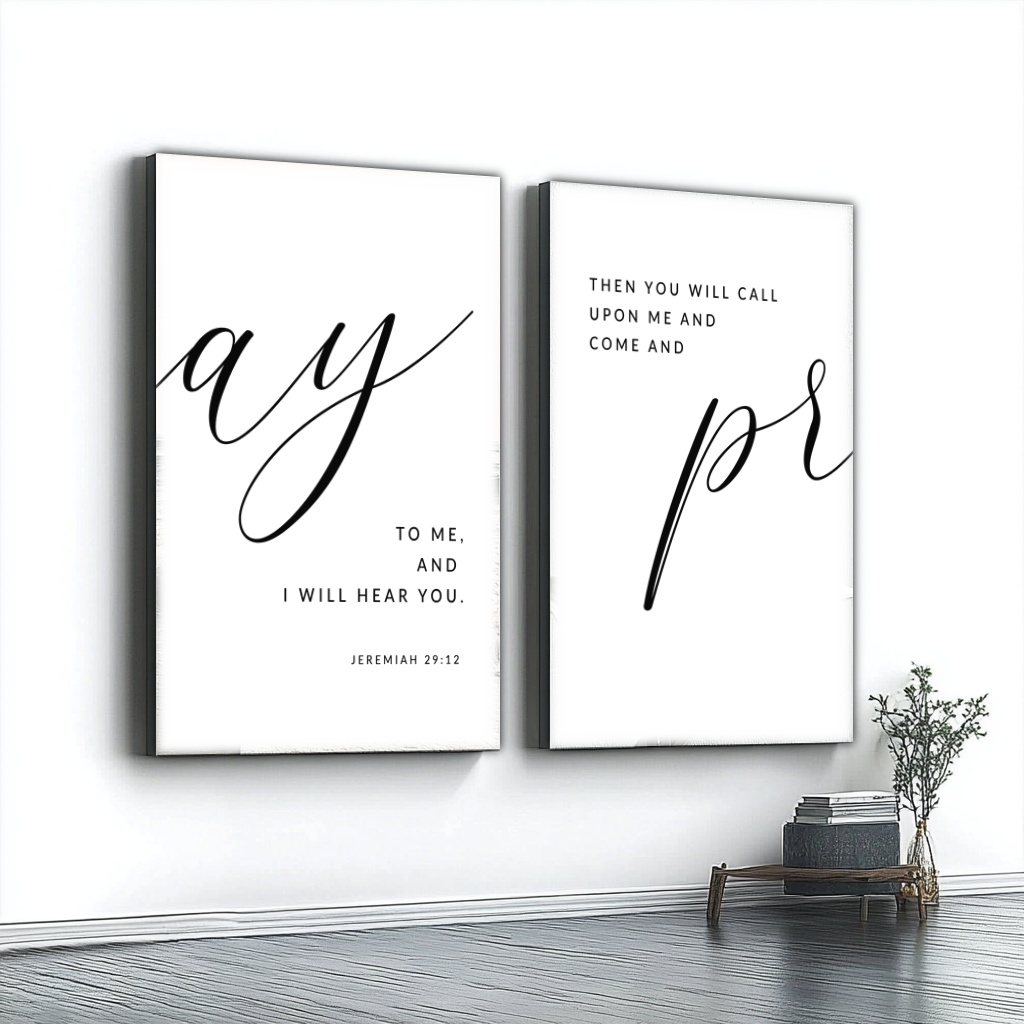 ay
TO ME,
AND
I WILL HEAR YOU.
JEREMIAH 29:12
THEN YOU WILL CALL
UPON ME AND
COME AND
pr